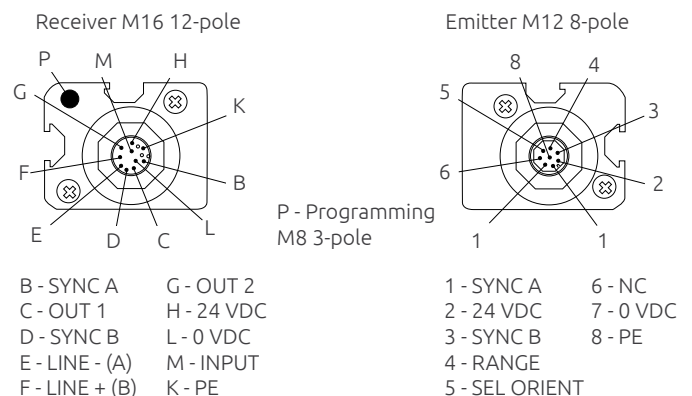 Receiver M16 12-pole
Emitter M12 8-pole
P
M
H
G
K
F
B
E
D
C
L
P - Programming
M8 3-pole
8
4
5
3
6
2
1
1
B - SYNC A
C - OUT 1
D - SYNC B
E - LINE - (A)
F - LINE + (B)
G - OUT 2
H - 24 VDC
L - 0 VDC
M - INPUT
K - PE
1 - SYNC A
2 - 24 VDC
3 - SYNC B
4 - RANGE
5 - SEL ORIENT
6 - NC
7 - 0 VDC
8 - PE